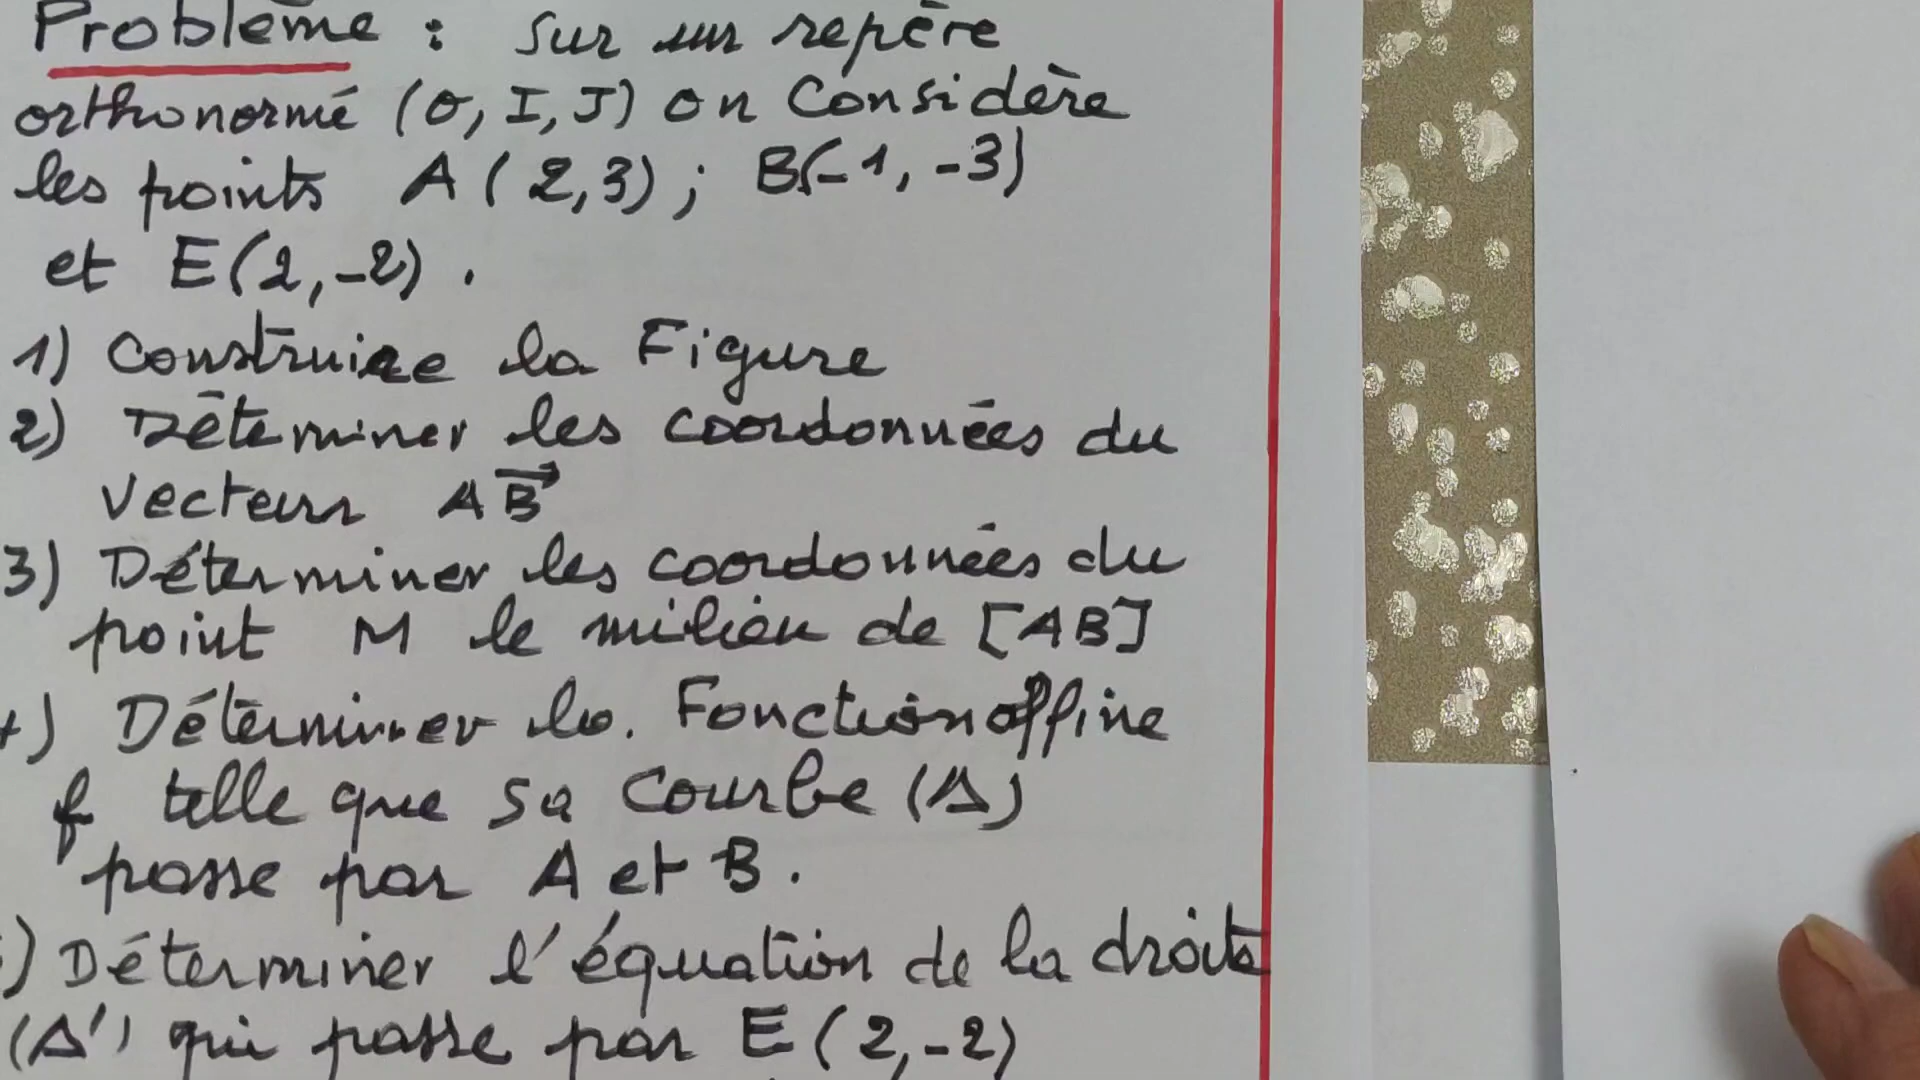 Problème : Sur un repère
orthonormé (O, I, J) on Considère
les points A(2,3) ; B(-1, -3)
et E(2,-2) .
1) Construire la Figure
2) Déterminer les coordonnées du
vecteur AB⃗
3) Déterminer les coordonnées du
point M le milieu de [AB]
) Déterminer la Fonction affine
f telle que sa Courbe (Δ)
passe par A et B .
) Déterminer l'équation de la droite
(Δ') qui passe par E(2,-2)